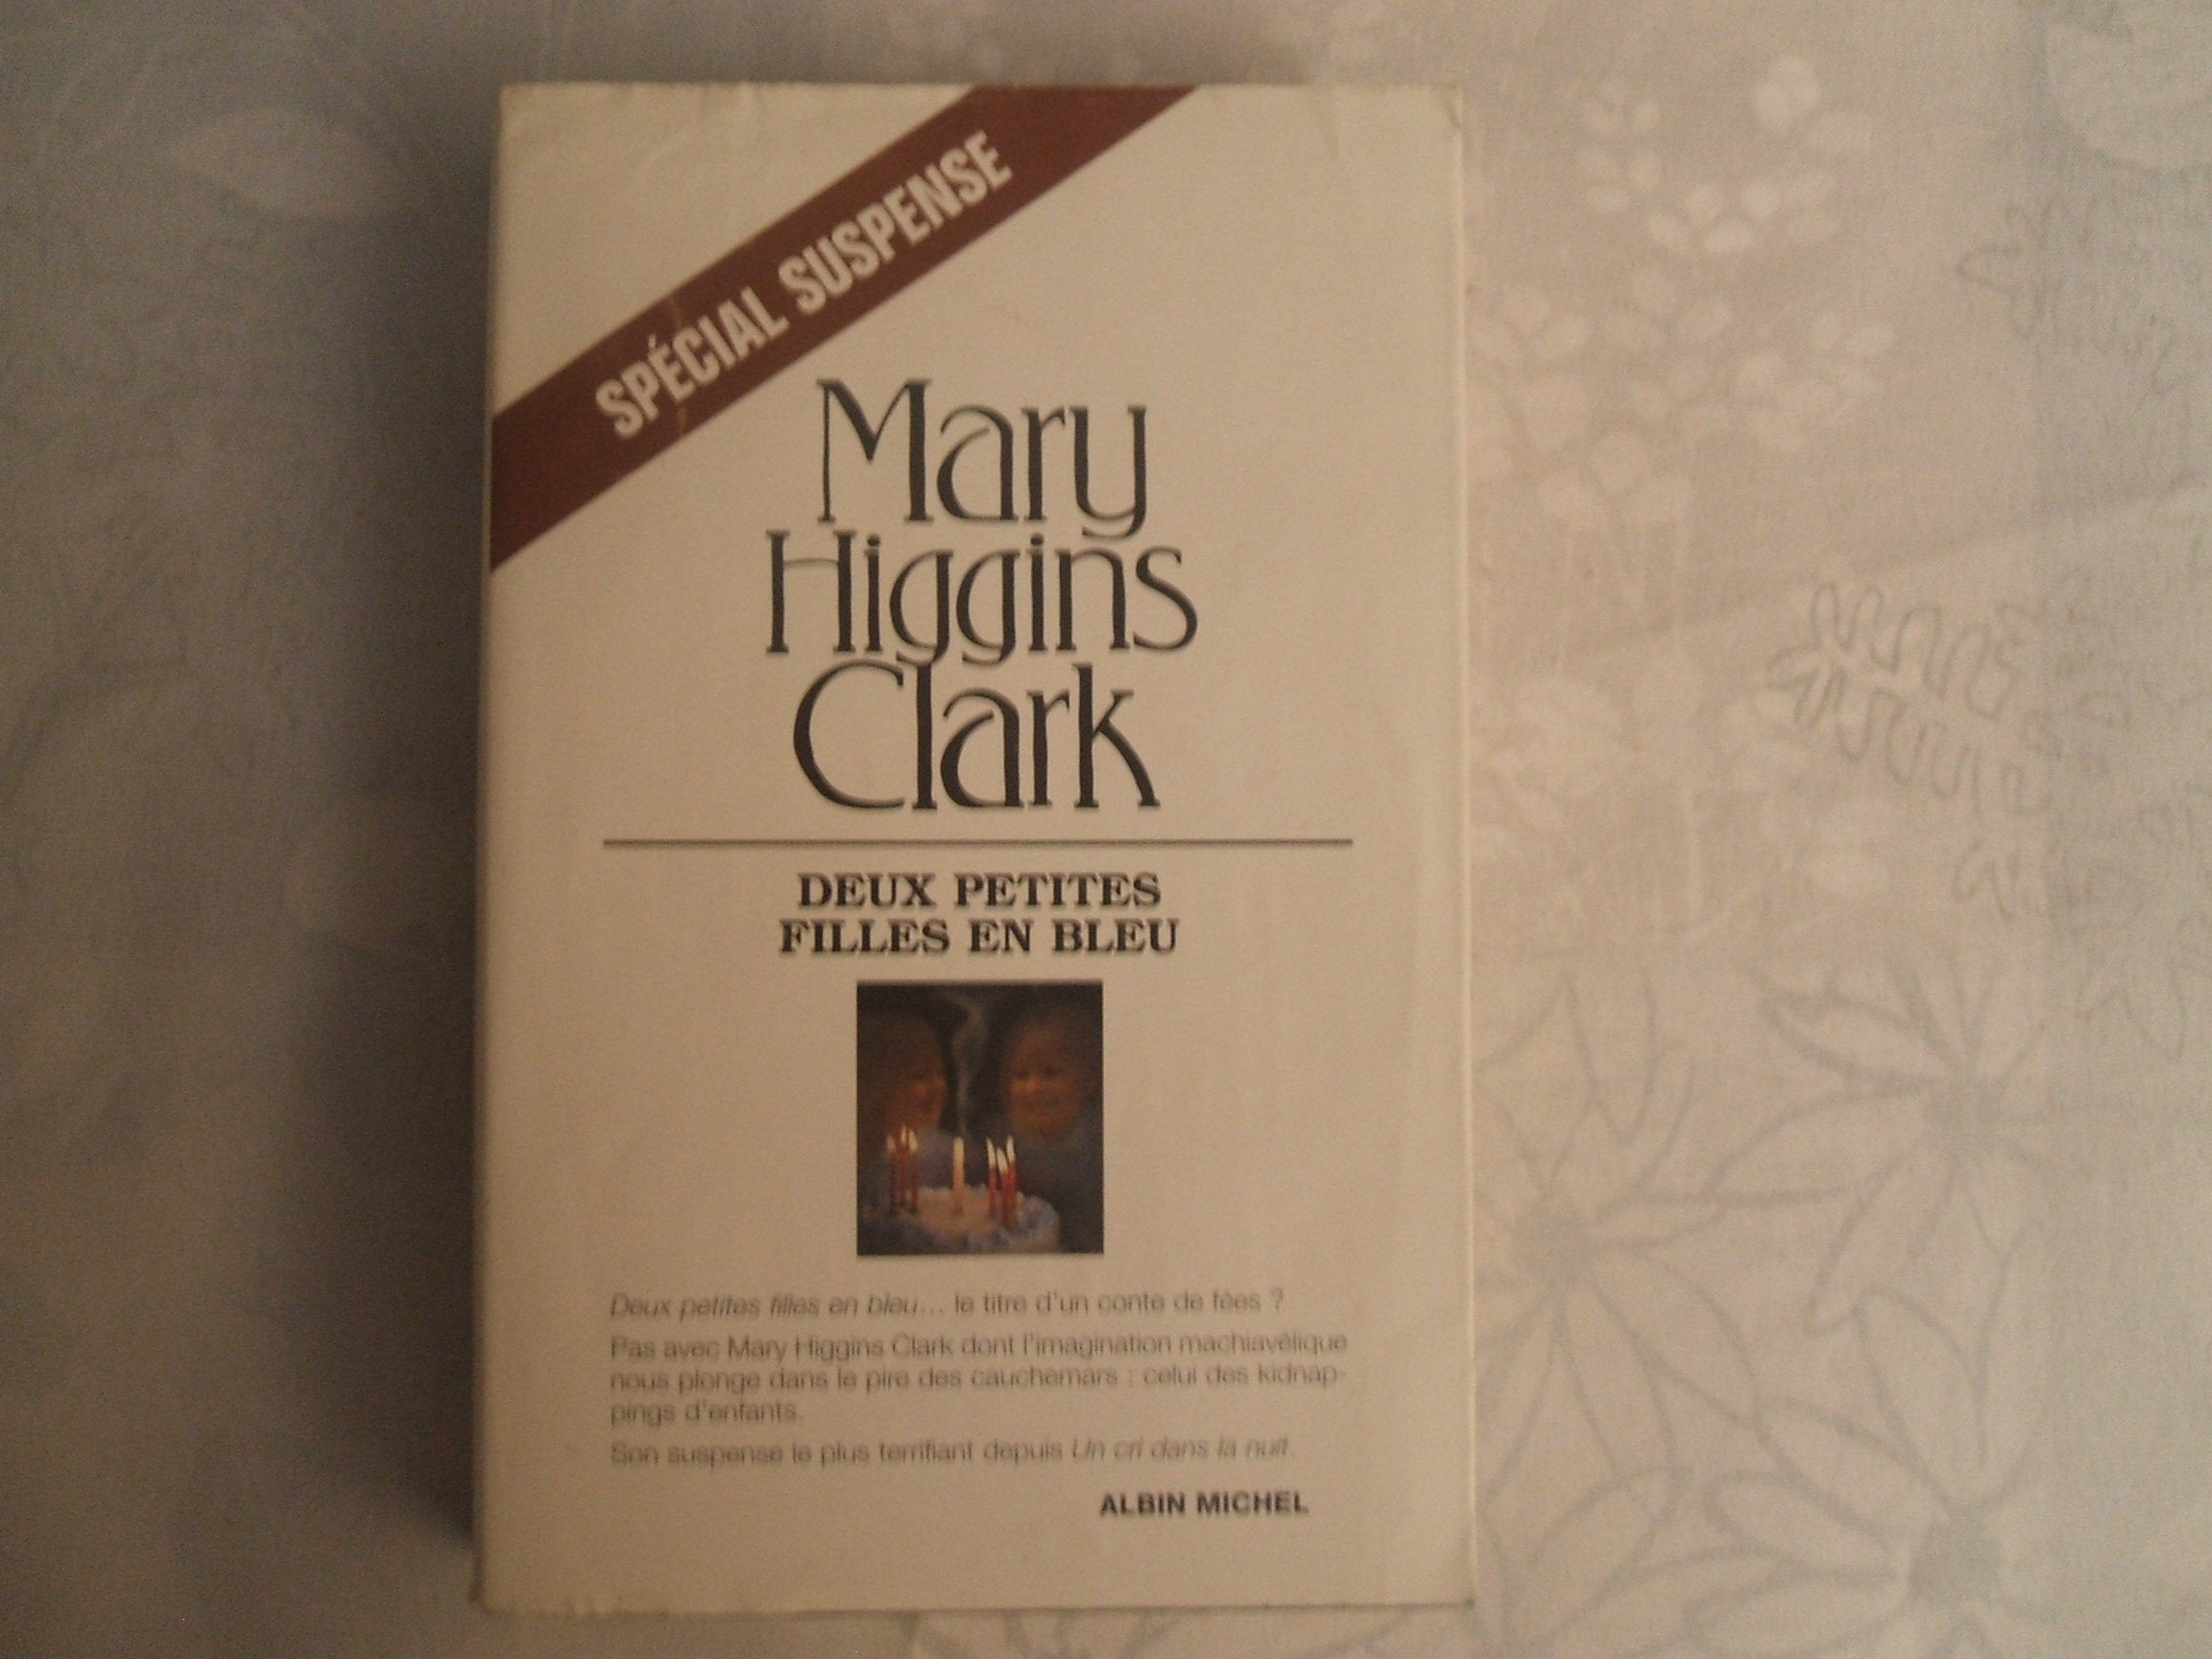 SPÉCIAL SUSPENSE
Mary
Higgins
Clark
DEUX PETITES
FILLES EN BLEU
Deux petites filles en bleu... le titre d'un conte de fées ?
Pas avec Mary Higgins Clark dont l'imagination machiavélique
nous plonge dans le pire des cauchemars : celui des kidnap-
pings d'enfants.
Son suspense le plus terrifiant depuis Un cri dans la nuit.
ALBIN MICHEL